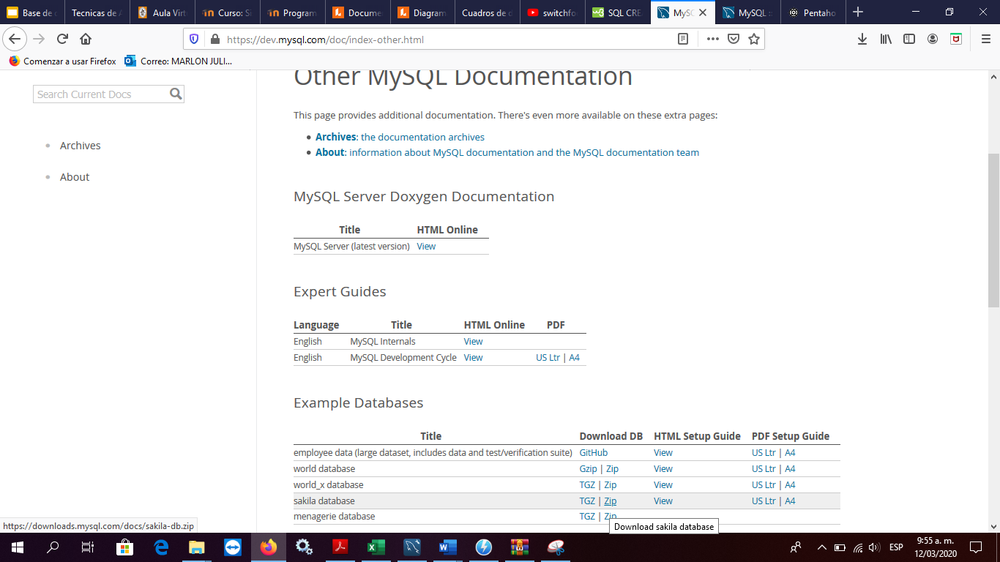 Base de d
Tecnicas de A
Aula Virt
Curso: Si
Program
Documen
Diagram
Cuadros de d
switchfo
SQL CRE
MySQ
MySQL ::
Pentaho
https://dev.mysql.com/doc/index-other.html
Comenzar a usar Firefox
Correo: MARLON JULI...
Other MySQL Documentation
Search Current Docs
Archives
About
This page provides additional documentation. There's even more available on these extra pages:
Archives: the documentation archives
About: information about MySQL documentation and the MySQL documentation team
MySQL Server Doxygen Documentation
Title HTML Online
MySQL Server (latest version) View
Expert Guides
Language Title HTML Online PDF
English MySQL Internals View
English MySQL Development Cycle View US Ltr | A4
Example Databases
Title Download DB HTML Setup Guide PDF Setup Guide
employee data (large dataset, includes data and test/verification suite) GitHub View US Ltr | A4
world database Gzip | Zip View US Ltr | A4
world_x database TGZ | Zip View US Ltr | A4
sakila database TGZ | Zip View US Ltr | A4
menagerie database TGZ | Zip
https://downloads.mysql.com/docs/sakila-db.zip
Download sakila database
ESP
9:55 a. m.
12/03/2020